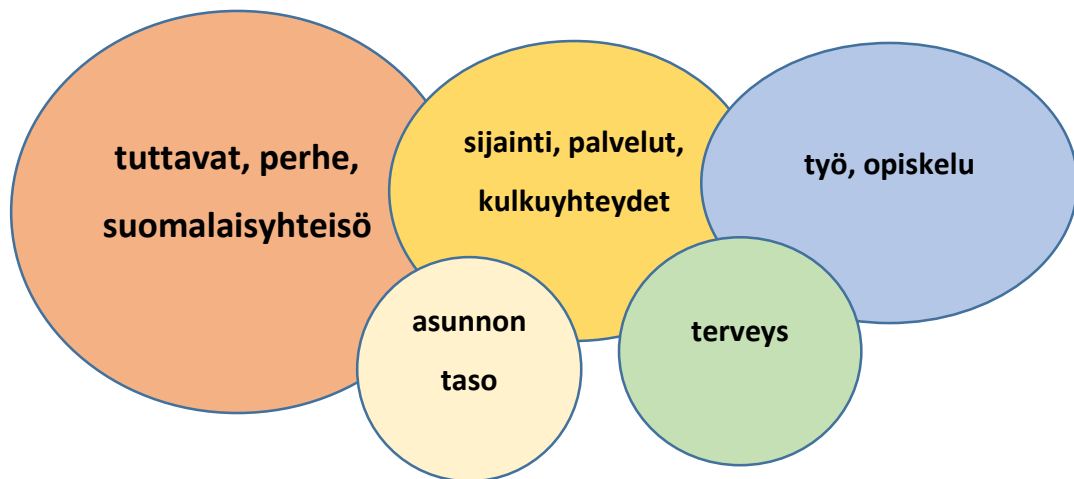 tuttavat, perhe,
suomalaisyhteisö
sijainti, palvelut,
kulkuyhteydet
työ, opiskelu
asunnon
taso
terveys